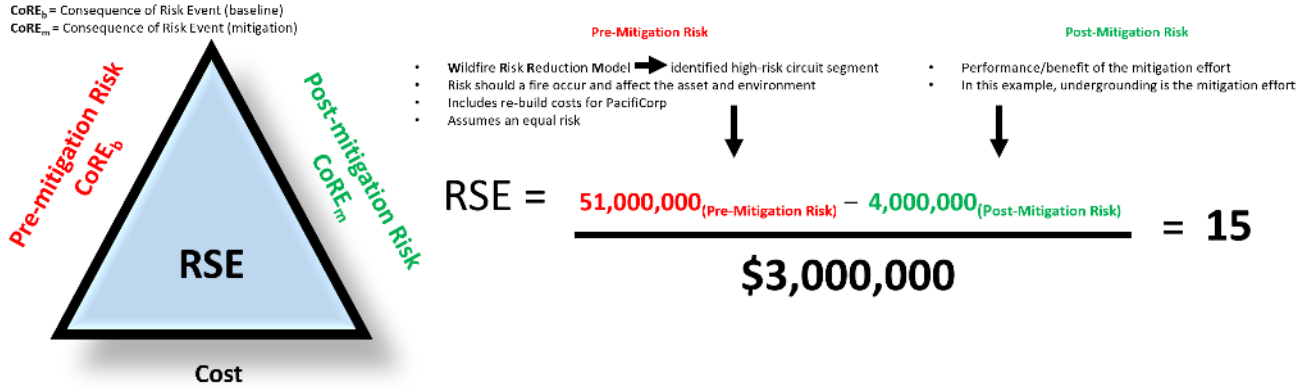 CoREb = Consequence of Risk Event (baseline)
CoREm = Consequence of Risk Event (mitigation)
Pre-mitigation Risk
CoREb
Post-mitigation Risk
CoREm
RSE
Cost
Pre-Mitigation Risk
• Wildfire Risk Reduction Model identified high-risk circuit segment
• Risk should a fire occur and affect the asset and environment
• Includes re-build costs for PacifiCorp
• Assumes an equal risk
Post-Mitigation Risk
• Performance/benefit of the mitigation effort
• In this example, undergrounding is the mitigation effort
RSE = 51,000,000(Pre-Mitigation Risk) – 4,000,000(Post-Mitigation Risk) = 15
$3,000,000